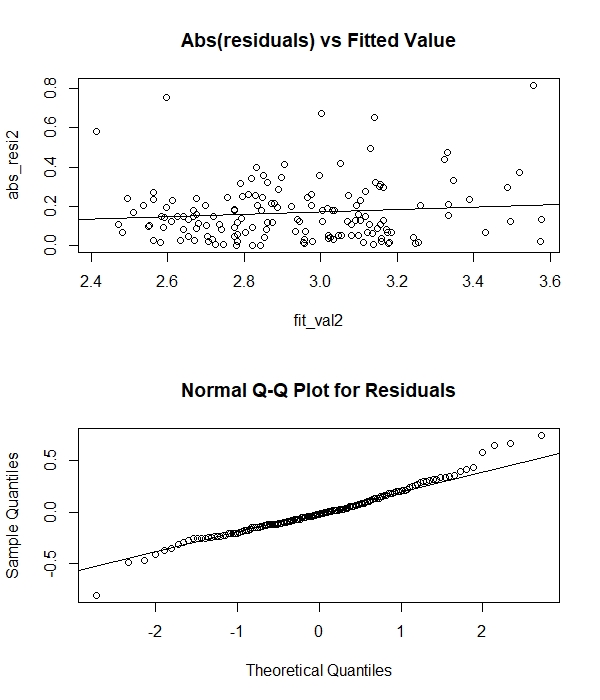 Abs(residuals) vs Fitted Value
abs_resi2
0.0 0.2 0.4 0.6 0.8
2.4 2.6 2.8 3.0 3.2 3.4 3.6
fit_val2
Normal Q-Q Plot for Residuals
Sample Quantiles
-0.5 0.0 0.5
-2 -1 0 1 2
Theoretical Quantiles